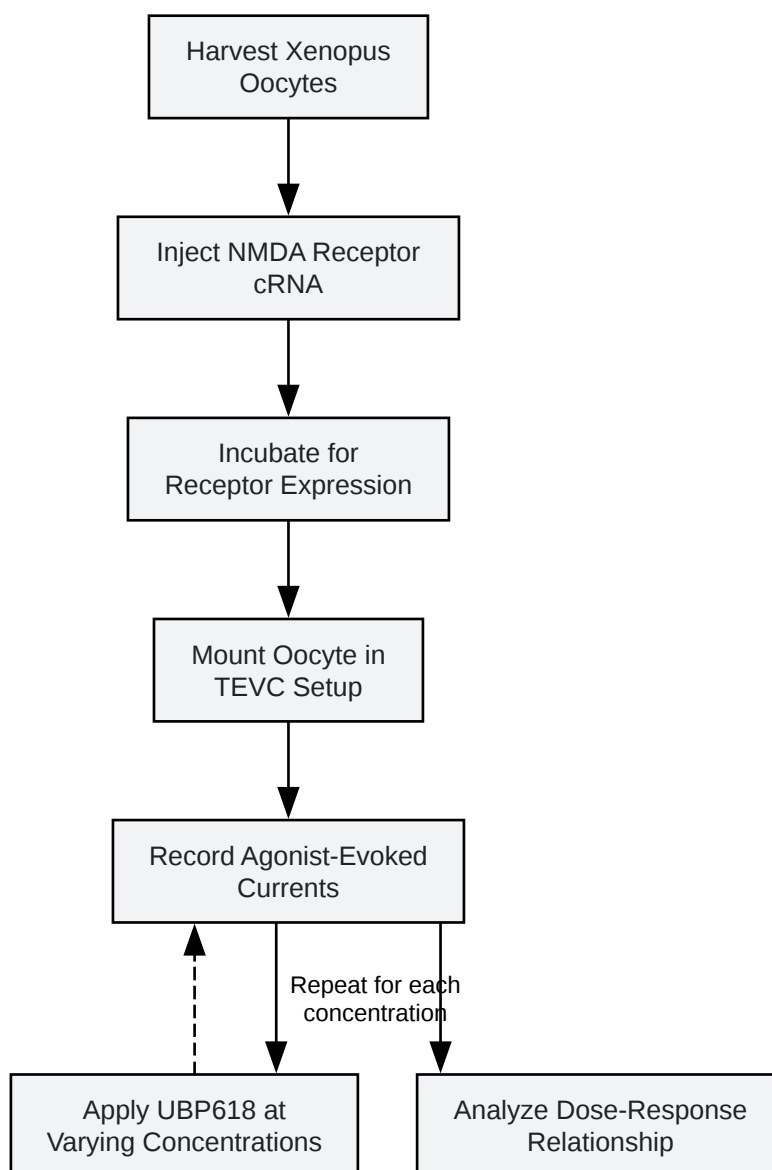 Harvest Xenopus
Oocytes
Inject NMDA Receptor
cRNA
Incubate for
Receptor Expression
Mount Oocyte in
TEVC Setup
Record Agonist-Evoked
Currents
Repeat for each
concentration
Apply UBP618 at
Varying Concentrations
Analyze Dose-Response
Relationship